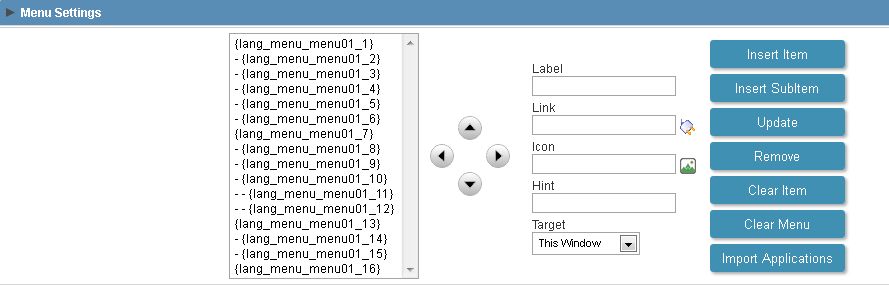 Menu Settings
{lang_menu_menu01_1}
- {lang_menu_menu01_2}
- {lang_menu_menu01_3}
- {lang_menu_menu01_4}
- {lang_menu_menu01_5}
- {lang_menu_menu01_6}
{lang_menu_menu01_7}
- {lang_menu_menu01_8}
- {lang_menu_menu01_9}
- {lang_menu_menu01_10}
- - {lang_menu_menu01_11}
- - {lang_menu_menu01_12}
{lang_menu_menu01_13}
- {lang_menu_menu01_14}
- {lang_menu_menu01_15}
{lang_menu_menu01_16}
Label
Link
Icon
Hint
Target
This Window
Insert Item
Insert SubItem
Update
Remove
Clear Item
Clear Menu
Import Applications